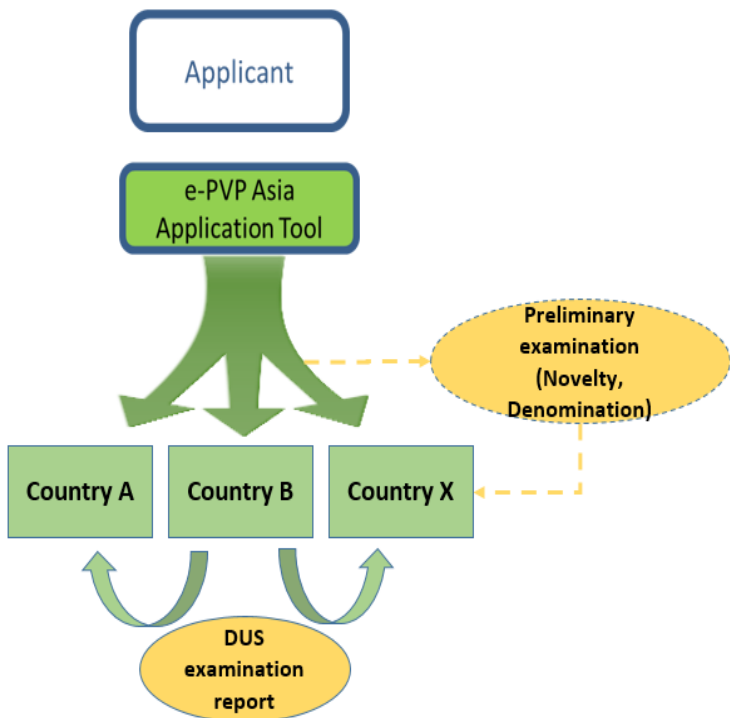 Applicant
e-PVP Asia
Application Tool
Preliminary
examination
(Novelty,
Denomination)
Country A
Country B
Country X
DUS
examination
report